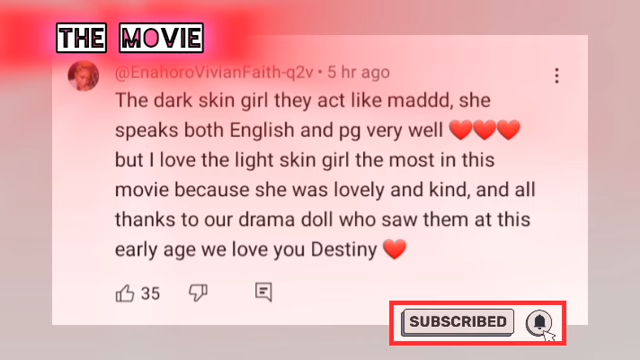 THE MOVIE
@EnahoroVivianFaith-q2v • 5 hr ago
The dark skin girl they act like maddd, she
speaks both English and pg very well ❤️❤️❤️
but I love the light skin girl the most in this
movie because she was lovely and kind, and all
thanks to our drama doll who saw them at this
early age we love you Destiny ❤️
35
SUBSCRIBED